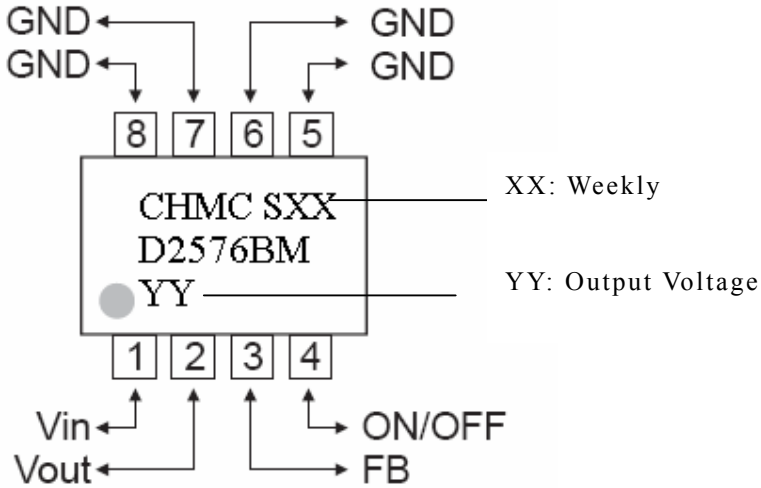 GND GND
GND GND
8 7 6 5
CHMC SXX
XX: Weekly
D2576BM
YY
YY: Output Voltage
1 2 3 4
Vin ON/OFF
Vout FB